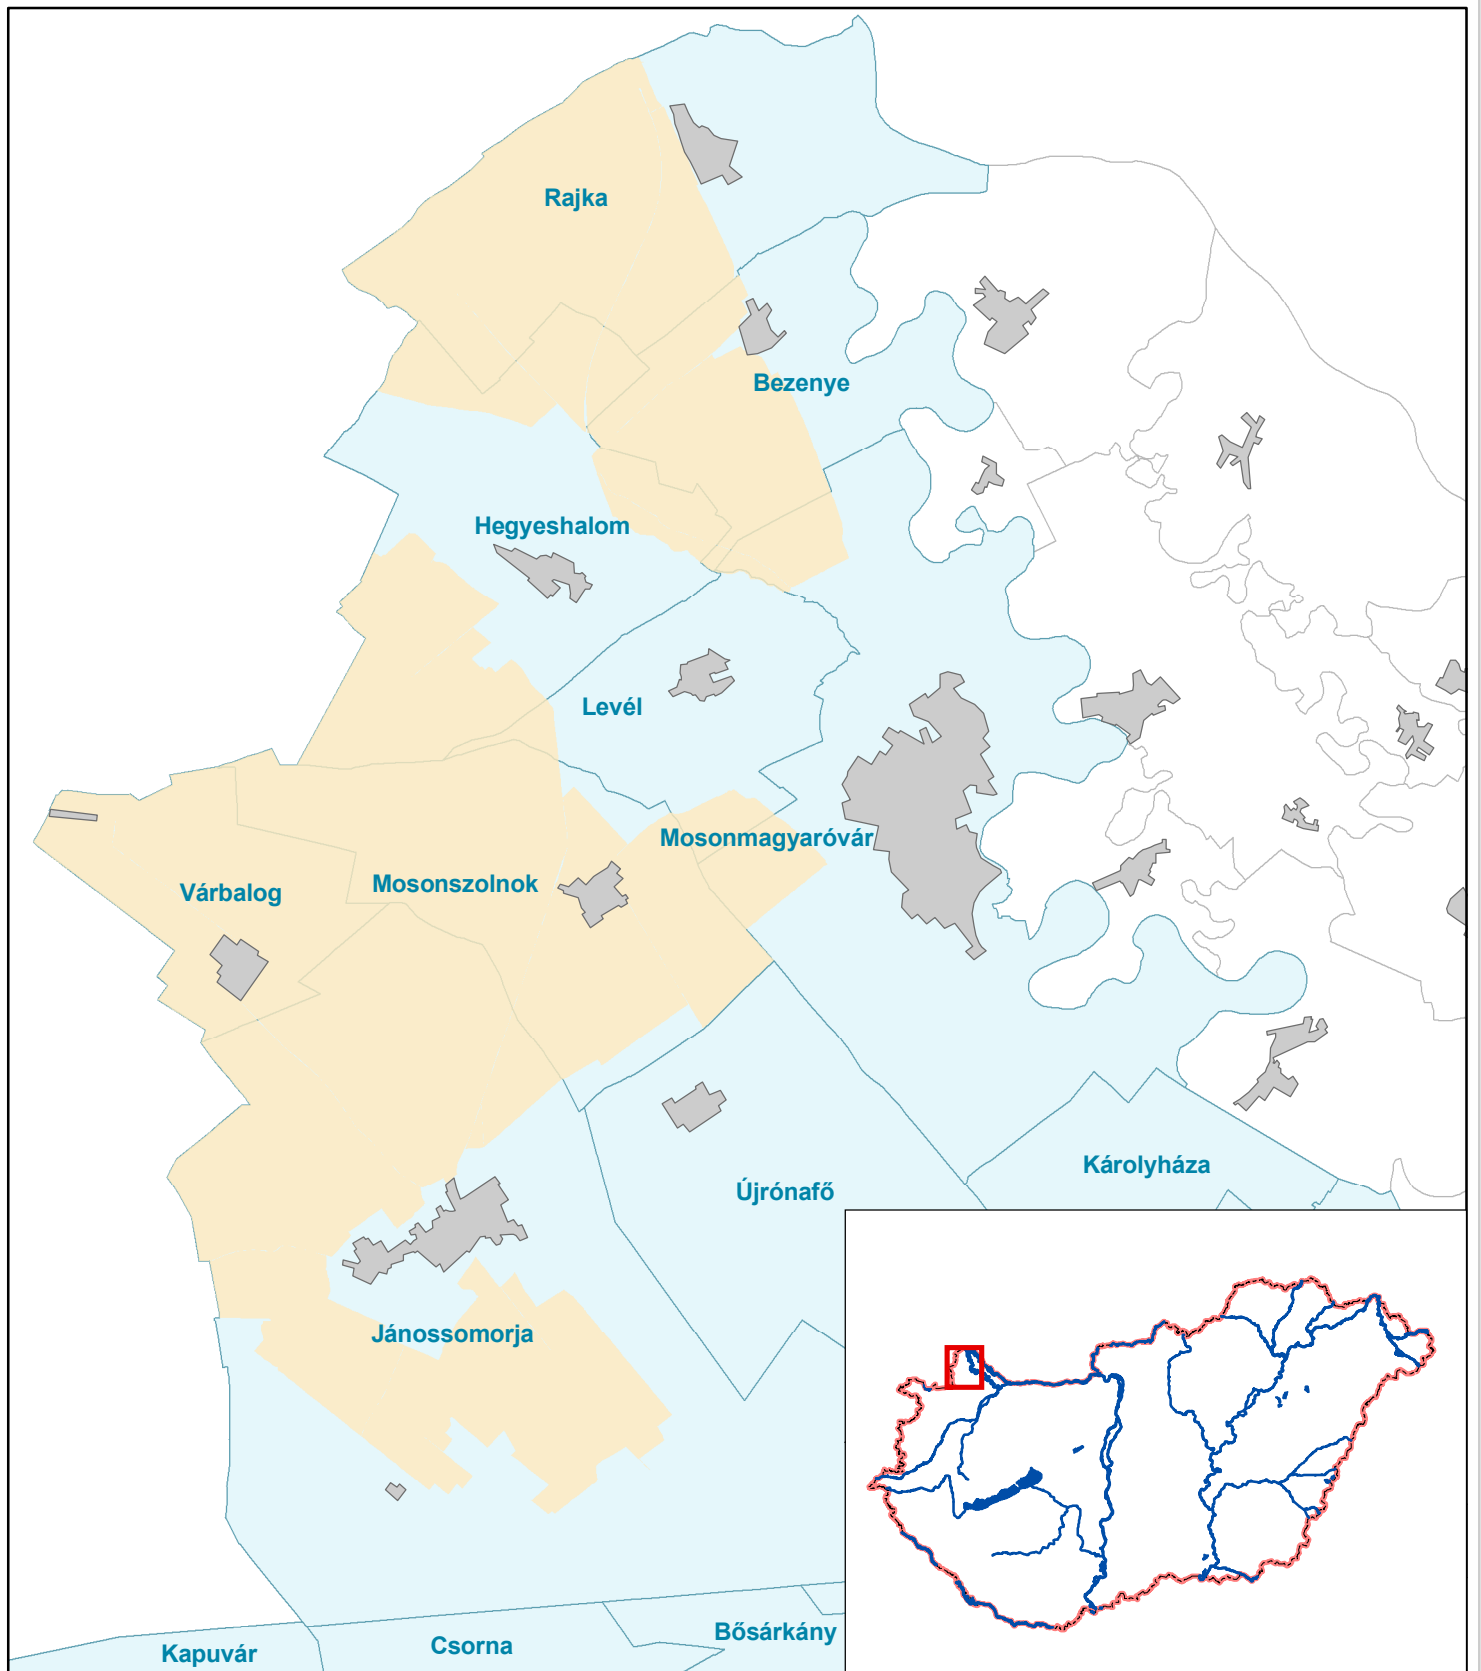 Rajka
Bezenye
Hegyeshalom
Levél
Mosonmagyaróvár
Mosonszolnok
Várbalog
Károlyháza
Újrónafő
Jánossomorja
Bősárkány
Csorna
Kapuvár